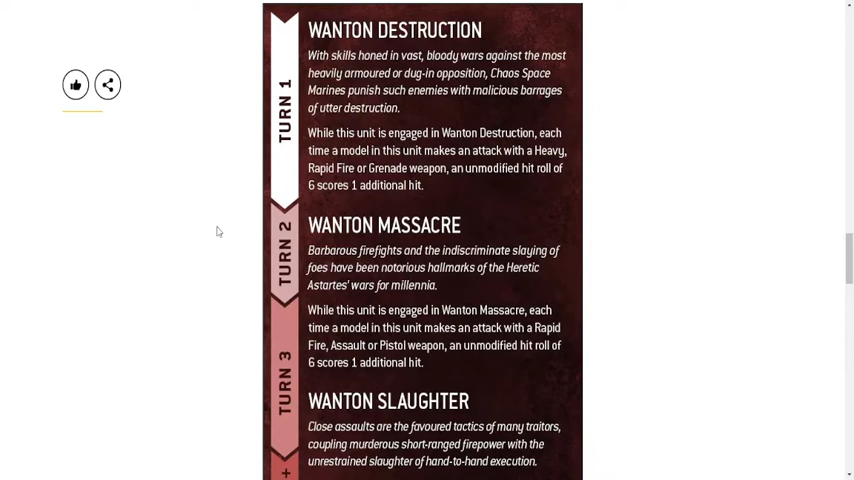 WANTON DESTRUCTION
With skills honed in vast, bloody wars against the most
heavily armoured or dug-in opposition, Chaos Space
Marines punish such enemies with malicious barrages
of utter destruction.
TURN 1
While this unit is engaged in Wanton Destruction, each
time a model in this unit makes an attack with a Heavy,
Rapid Fire or Grenade weapon, an unmodified hit roll of
6 scores 1 additional hit.
WANTON MASSACRE
TURN 2
Barbarous firefights and the indiscriminate slaying of
foes have been notorious hallmarks of the Heretic
Astartes' wars for millennia.
While this unit is engaged in Wanton Massacre, each
time a model in this unit makes an attack with a Rapid
Fire, Assault or Pistol weapon, an unmodified hit roll of
6 scores 1 additional hit.
TURN 3
WANTON SLAUGHTER
Close assaults are the favoured tactics of many traitors,
coupling murderous short-ranged firepower with the
unrestrained slaughter of hand-to-hand execution.
+